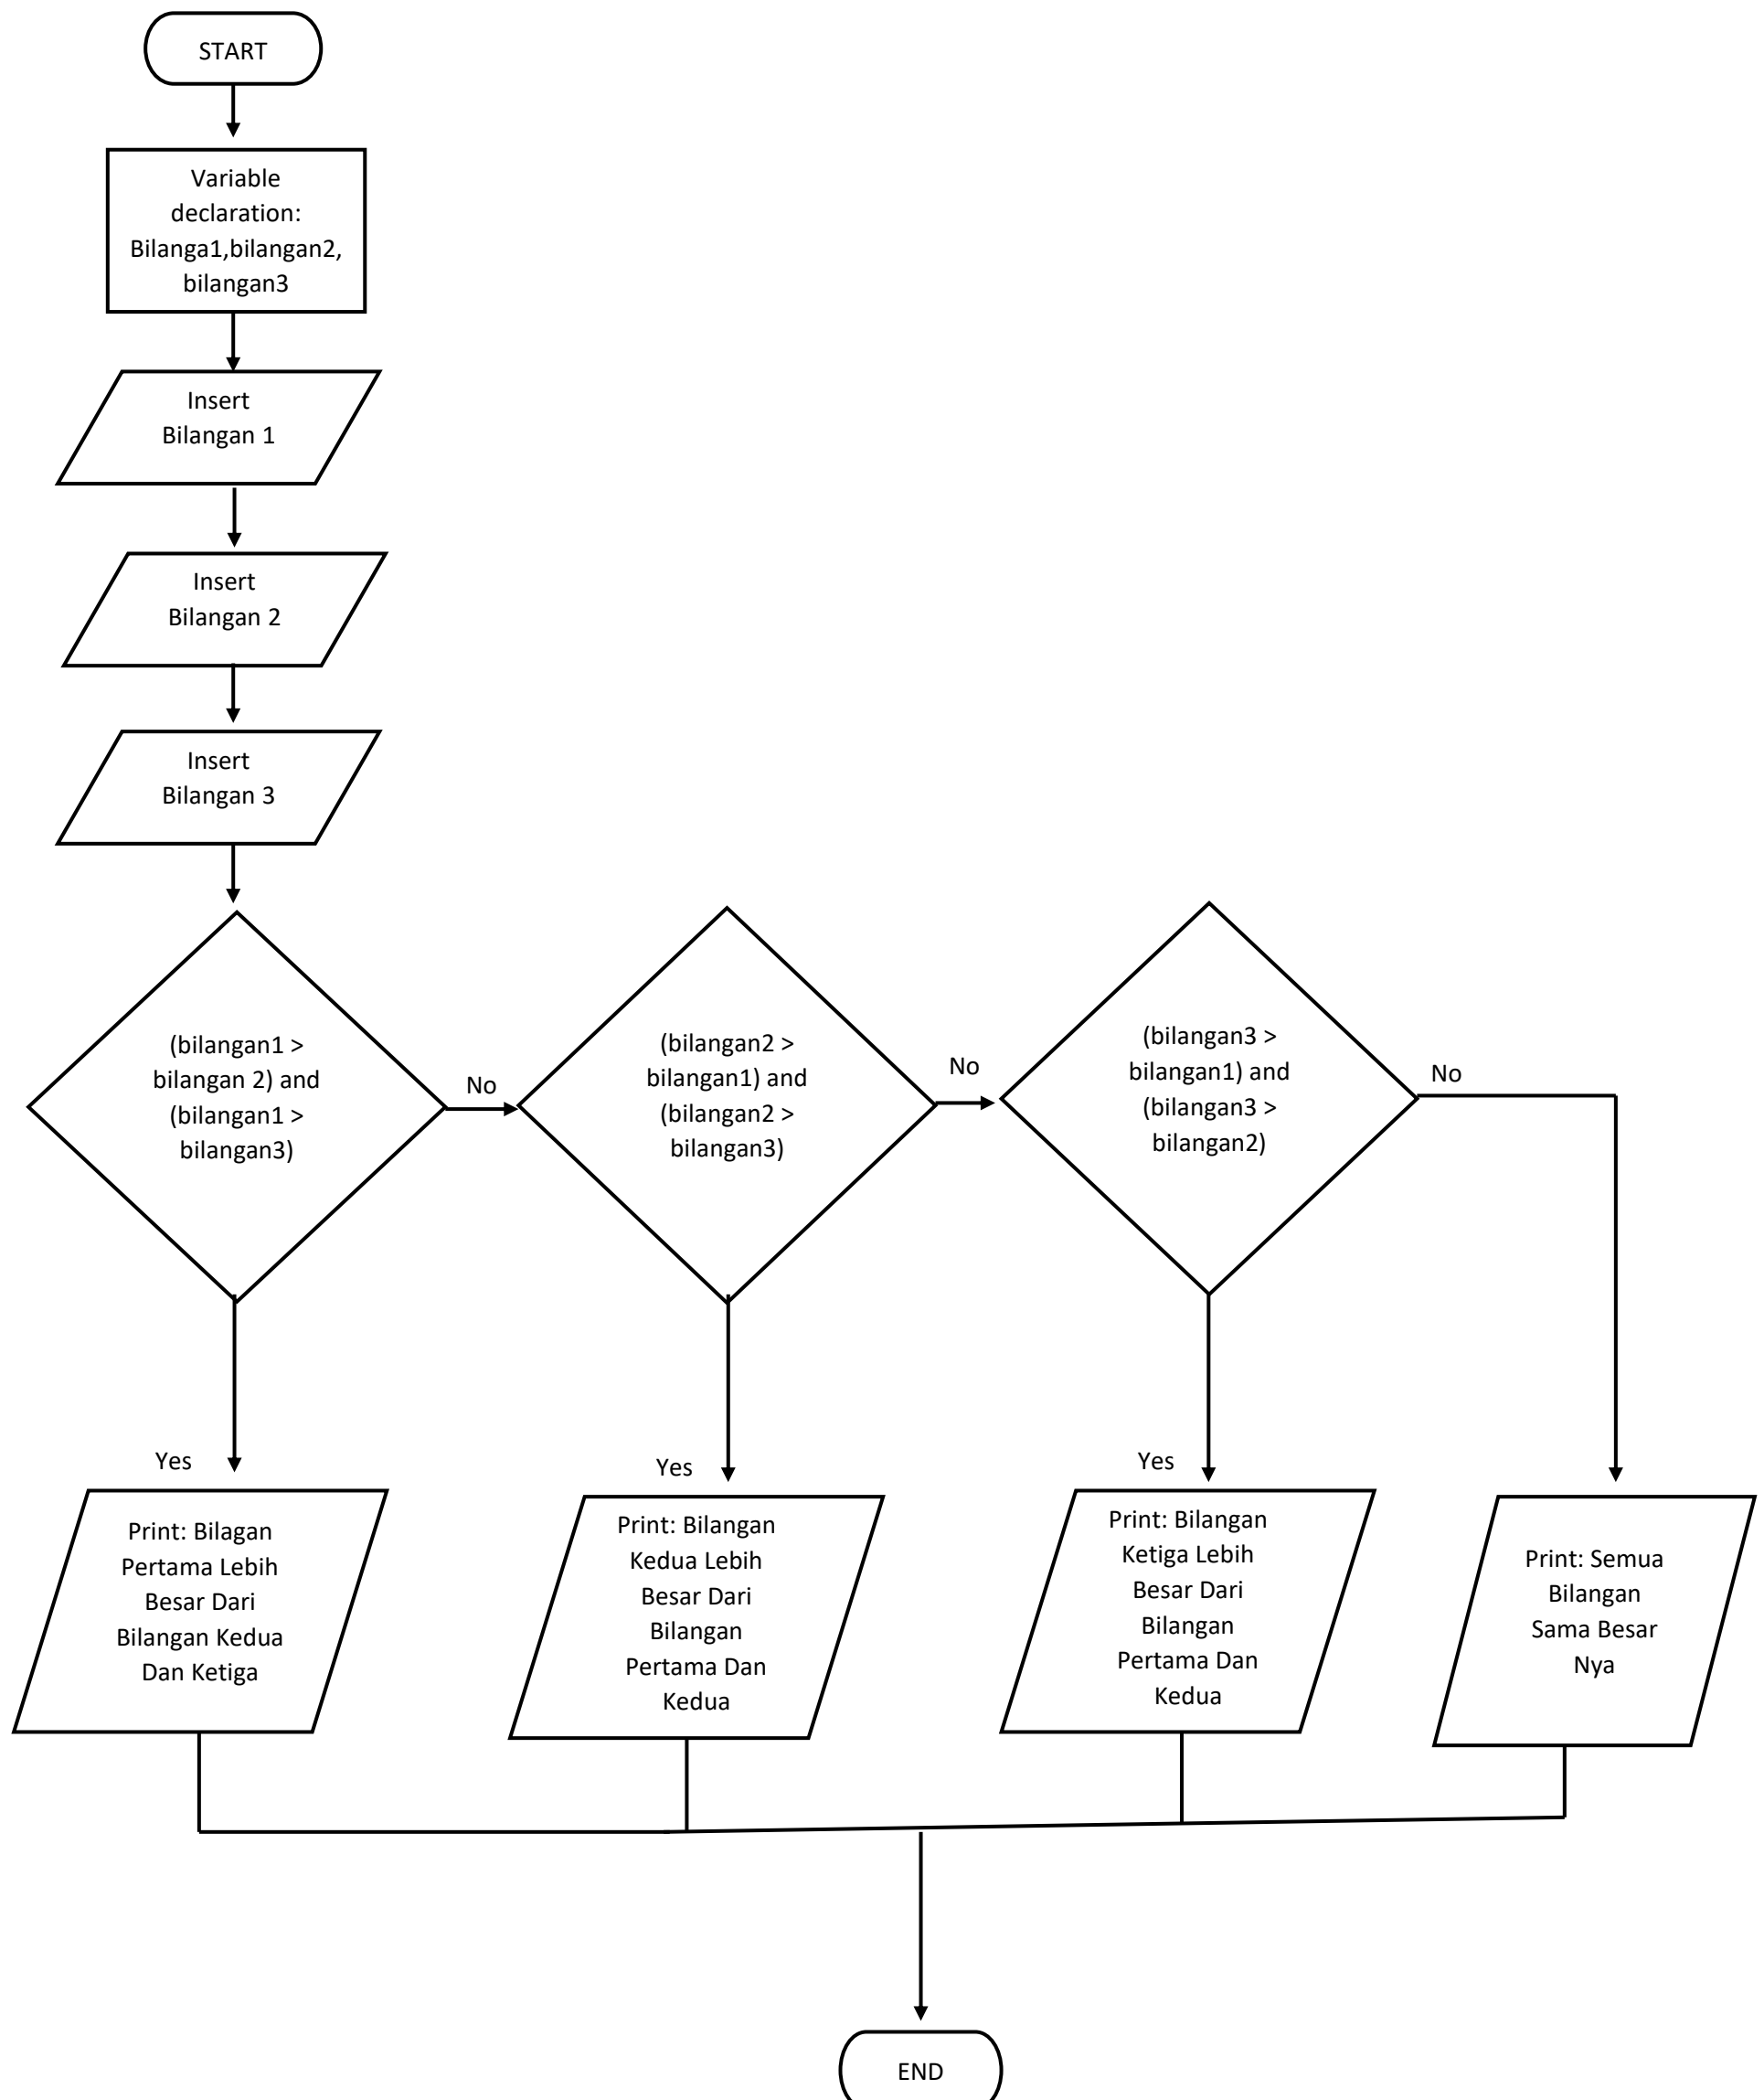 START
Variable
declaration:
Bilanga1,bilangan2,
bilangan3
Insert
Bilangan 1
Insert
Bilangan 2
Insert
Bilangan 3
(bilangan1 >
bilangan 2) and
(bilangan1 >
bilangan3)
No
(bilangan2 >
bilangan1) and
(bilangan2 >
bilangan3)
No
(bilangan3 >
bilangan1) and
(bilangan3 >
bilangan2)
No
Yes
Print: Bilagan
Pertama Lebih
Besar Dari
Bilangan Kedua
Dan Ketiga
Yes
Print: Bilangan
Kedua Lebih
Besar Dari
Bilangan
Pertama Dan
Kedua
Yes
Print: Bilangan
Ketiga Lebih
Besar Dari
Bilangan
Pertama Dan
Kedua
Print: Semua
Bilangan
Sama Besar
Nya
END